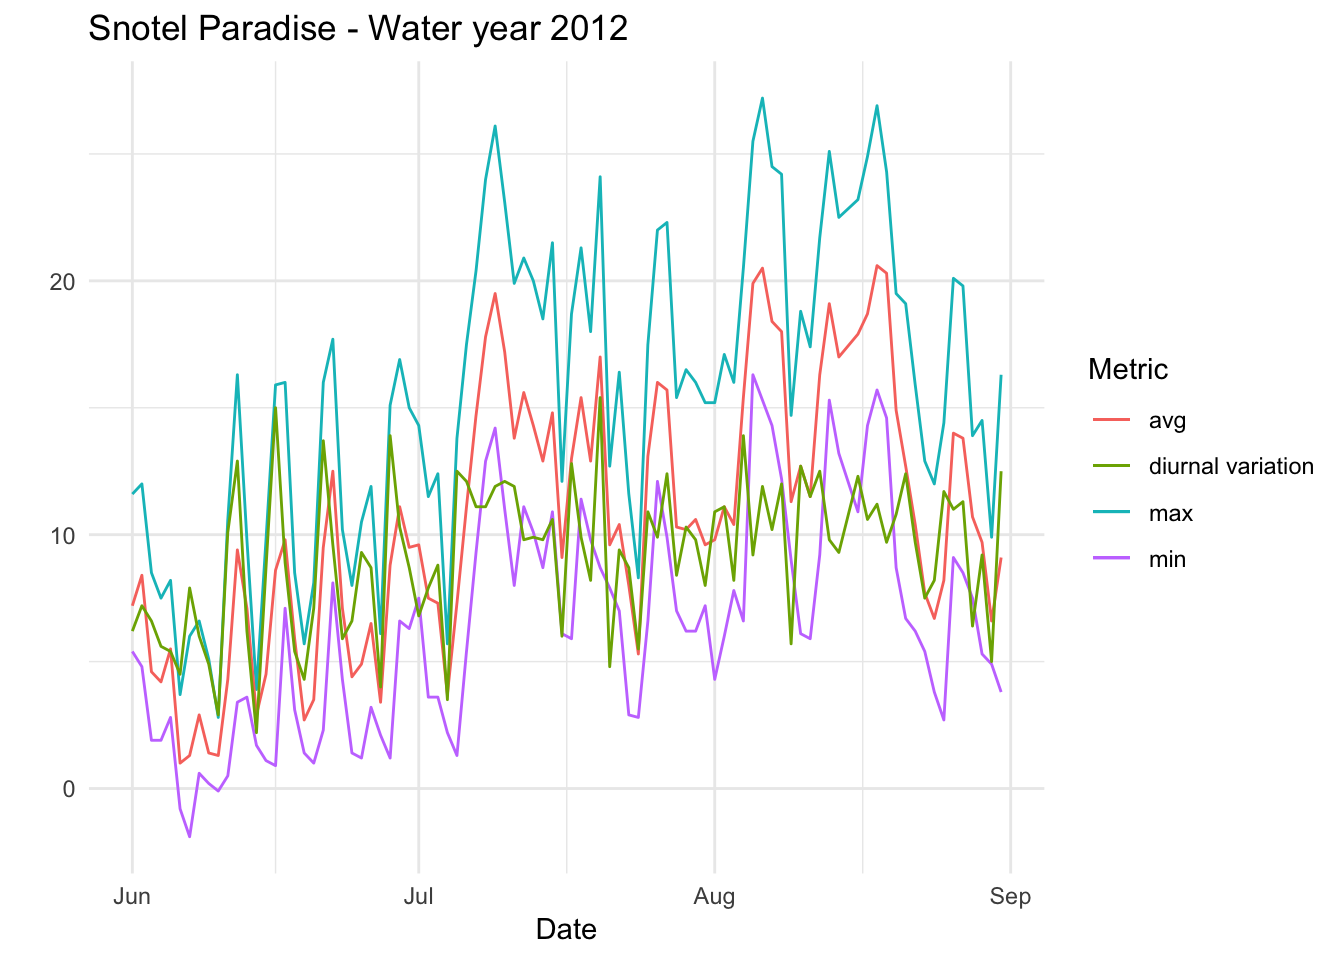 Snotel Paradise - Water year 2012
20
10
0
Jun Jul Aug Sep
Date
Metric
avg
diurnal variation
max
min